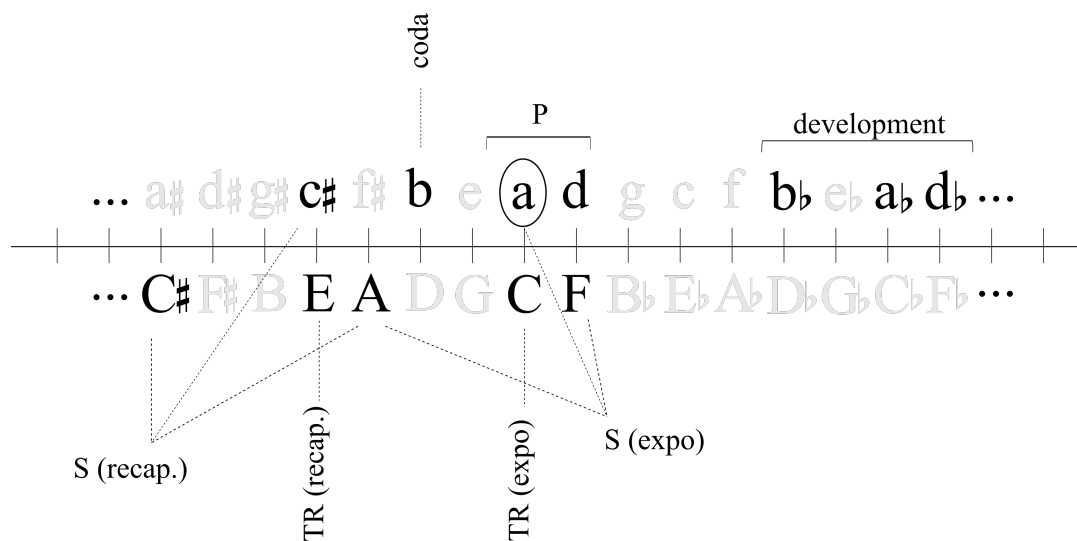 coda
P
development
... a♯ d♯ g♯ c♯ f♯ b e a d g c f b♭ e♭ a♭ d♭ ...
... C♯ F♯ B E A D G C F B♭ E♭ A♭ D♭ G♭ C♭ F♭ ...
S (recap.)
TR (recap.)
TR (expo)
S (expo)